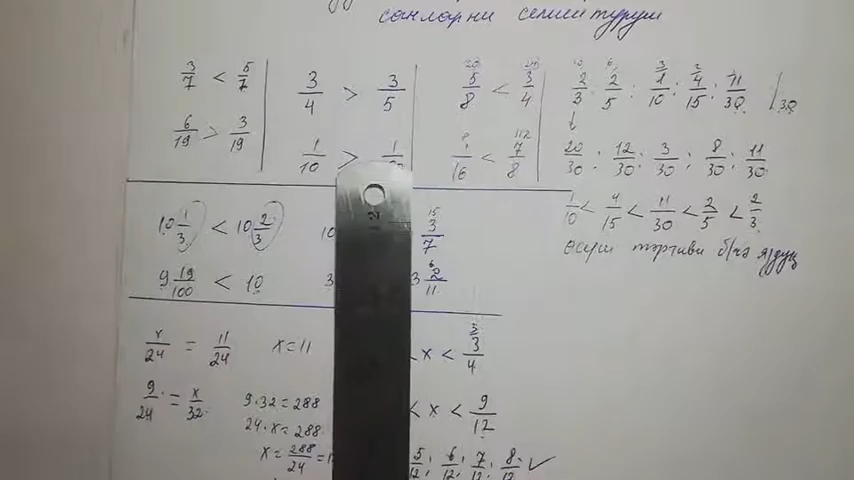 санларни солиштириш
3/7 < 5/7
6/19 > 3/19
3/4 > 3/5
1/10 >
5/8 < 3/4
1/16 < 7/8
2/3 ; 2/5 ; 1/10 ; 4/15 ; 11/30 | 30
20/30 ; 12/30 ; 3/30 ; 8/30 ; 11/30
1/10 < 4/15 < 11/30 < 2/5 < 2/3
ўсиш тартиби б/ча
10 1/3 < 10 2/3
9 19/100 < 10
10
3/7
3
3 2/11
x/24 = 11/24 x=11
9/24 = x/32
9·32=288
24·x=288
x = 288/24 =
< x < 3/4
< x < 9/12
5/12; 6/12; 7/12; 8/12 ✓